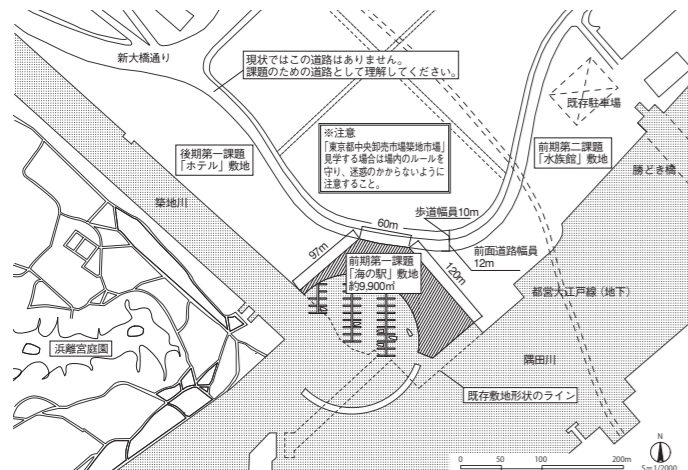 新大橋通り
現状ではこの道路はありません。
課題のための道路として理解してください。
既存駐車場
※注意
「東京都中央卸売市場築地市場」
見学する場合は場内のルールを
守り、迷惑のかからないように
注意すること。
後期第一課題
「ホテル」敷地
前期第二課題
「水族館」敷地
勝どき橋
築地川
歩道幅員10m
60m
97m
前面道路幅員
12m
前期第一課題
「海の駅」敷地
約9,900㎡
120m
都営大江戸線（地下）
浜離宮庭園
隅田川
既存敷地形状のライン
N
0 50 100 200m
S=1/2000